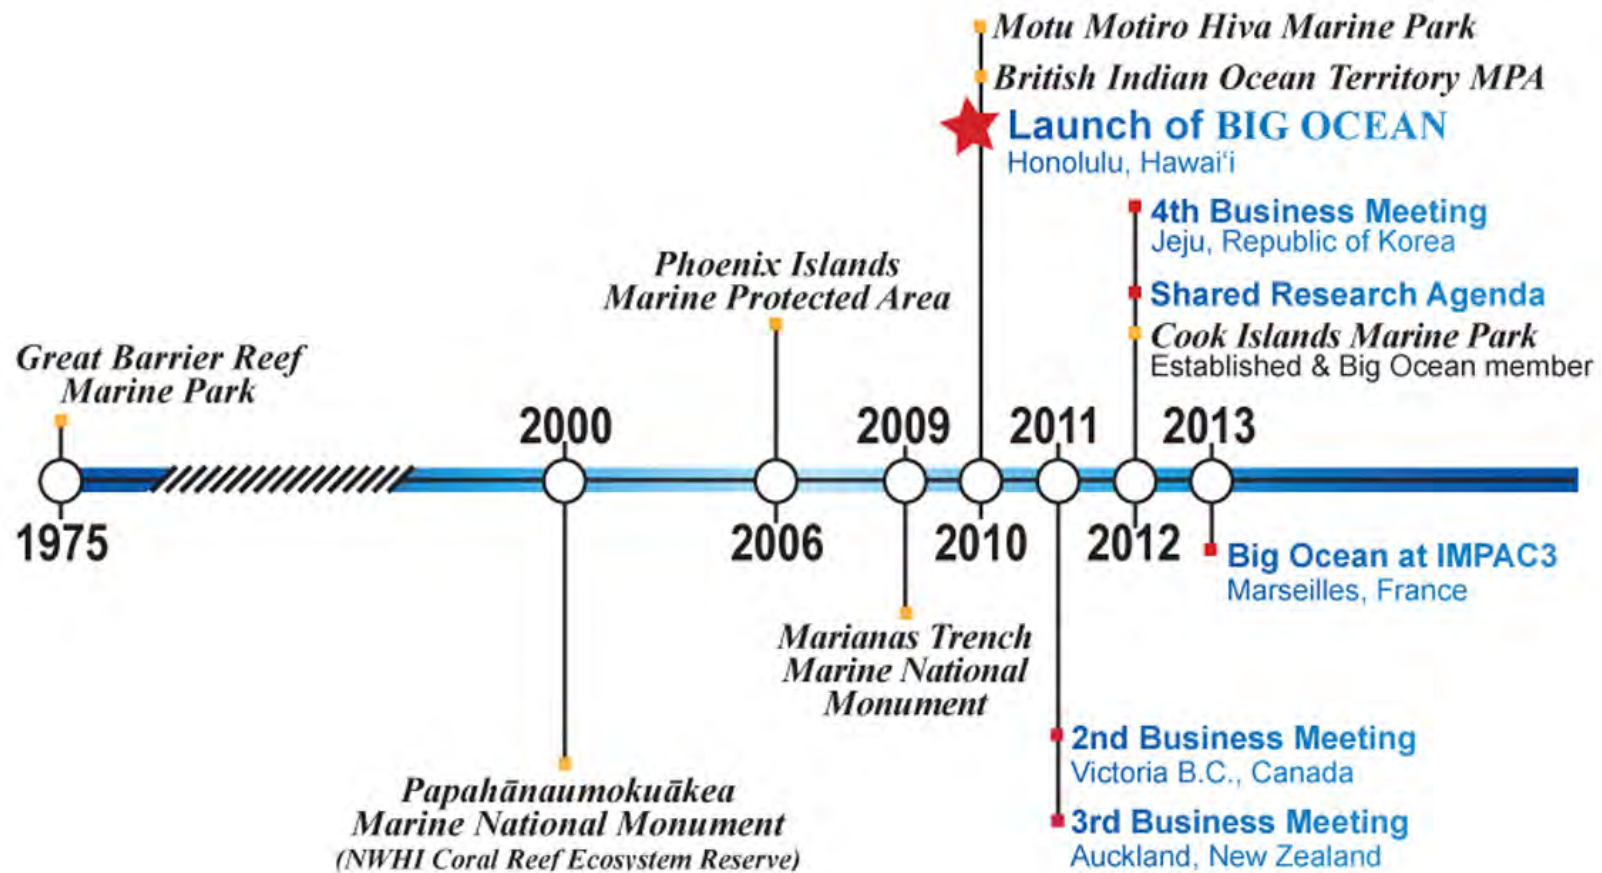 Motu Motiro Hiva Marine Park
British Indian Ocean Territory MPA
Launch of BIG OCEAN
Honolulu, Hawai‘i
4th Business Meeting
Jeju, Republic of Korea
Shared Research Agenda
Cook Islands Marine Park
Established & Big Ocean member
Phoenix Islands
Marine Protected Area
Great Barrier Reef
Marine Park
2000
2009
2011
2013
1975
2006
2010
2012
Big Ocean at IMPAC3
Marseilles, France
Marianas Trench
Marine National
Monument
2nd Business Meeting
Victoria B.C., Canada
3rd Business Meeting
Auckland, New Zealand
Papahānaumokuākea
Marine National Monument
(NWHI Coral Reef Ecosystem Reserve)